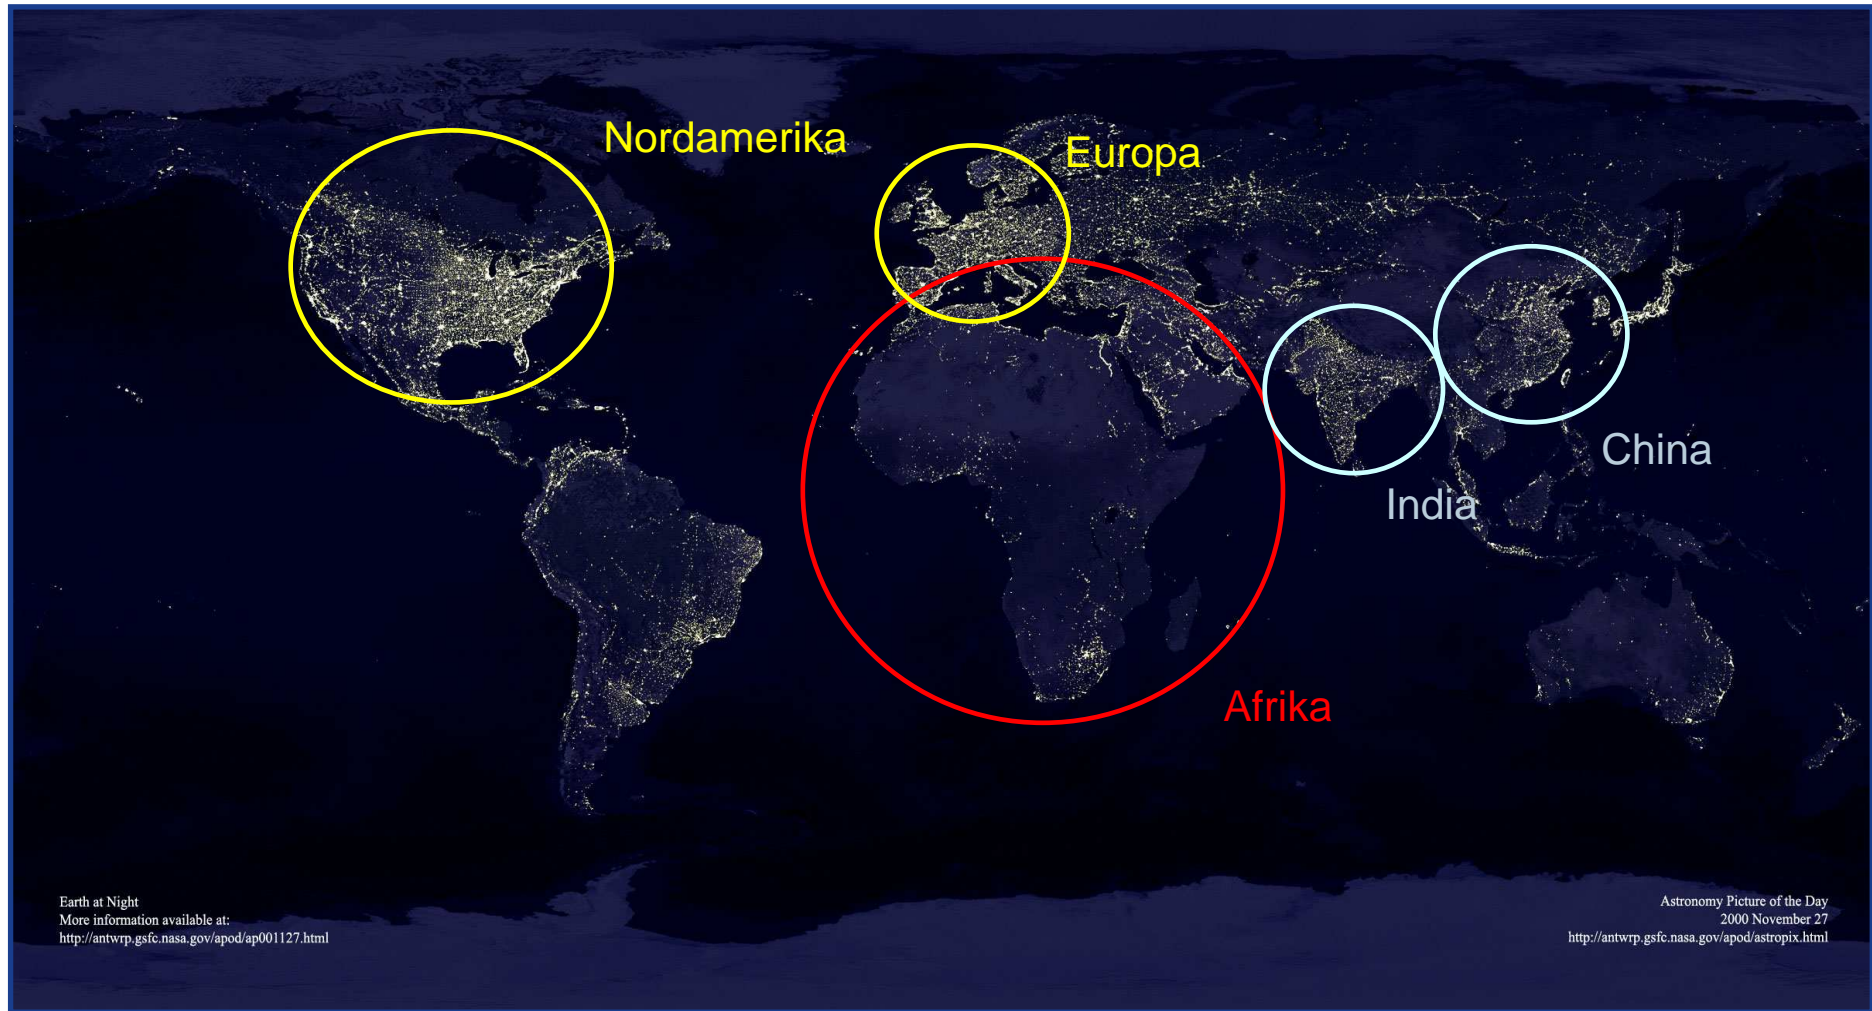 Nordamerika
Europa
China
India
Afrika
Earth at Night
More information available at:
http://antwrp.gsfc.nasa.gov/apod/ap001127.html
Astronomy Picture of the Day
2000 November 27
http://antwrp.gsfc.nasa.gov/apod/astropix.html